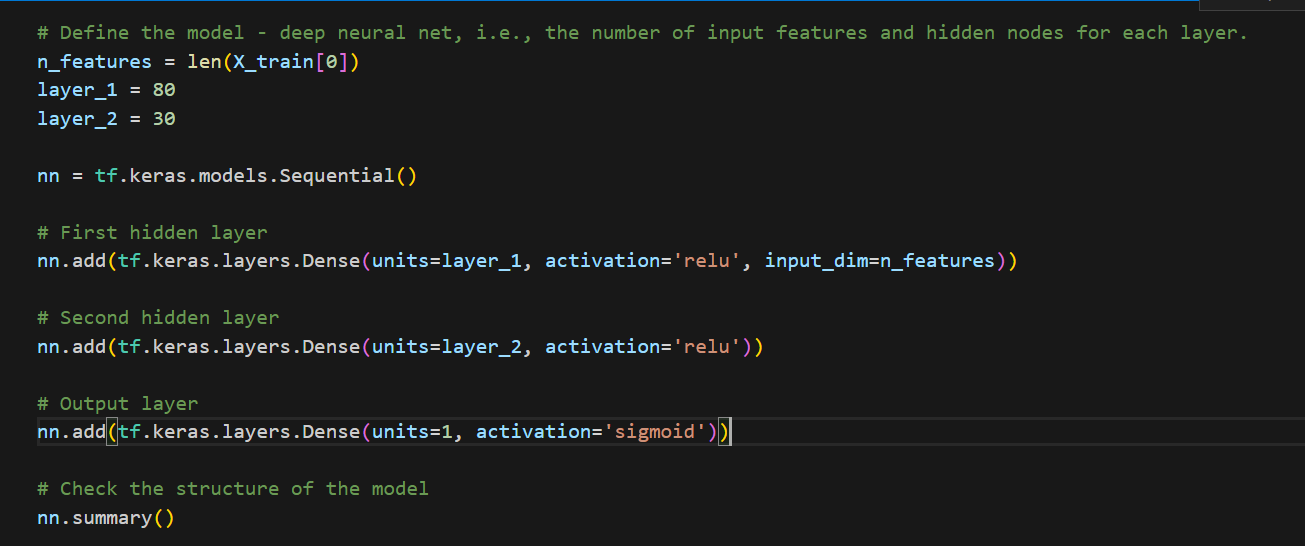 # Define the model - deep neural net, i.e., the number of input features and hidden nodes for each layer.
n_features = len(X_train[0])
layer_1 = 80
layer_2 = 30
nn = tf.keras.models.Sequential()
# First hidden layer
nn.add(tf.keras.layers.Dense(units=layer_1, activation='relu', input_dim=n_features))
# Second hidden layer
nn.add(tf.keras.layers.Dense(units=layer_2, activation='relu'))
# Output layer
nn.add(tf.keras.layers.Dense(units=1, activation='sigmoid'))
# Check the structure of the model
nn.summary()